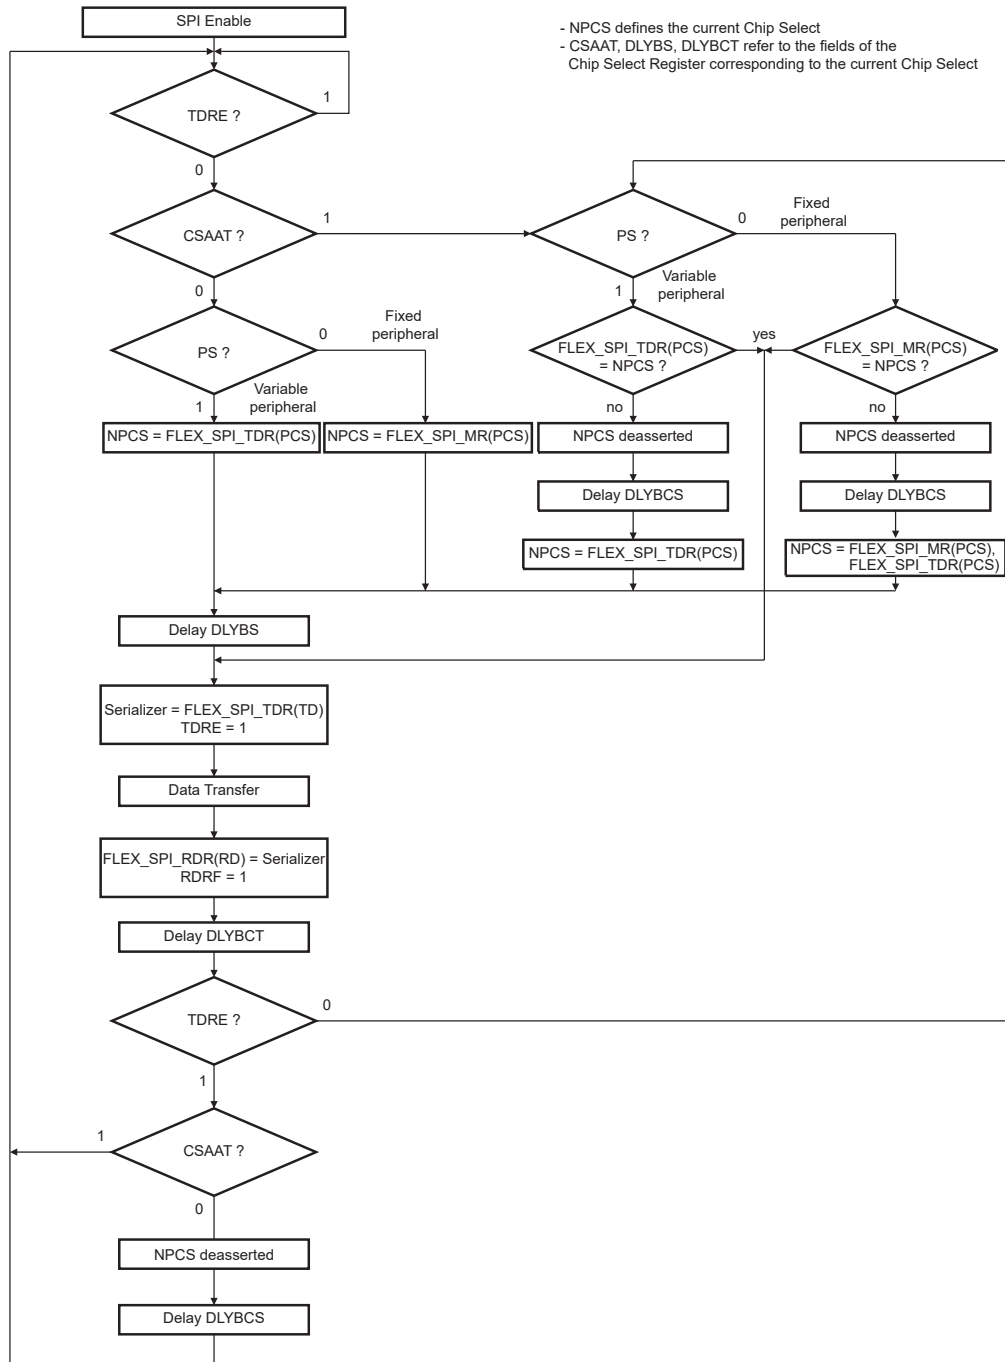 SPI Enable
- NPCS defines the current Chip Select
- CSAAT, DLYBS, DLYBCT refer to the fields of the
Chip Select Register corresponding to the current Chip Select
TDRE ?
1
0
CSAAT ?
1
PS ?
0
Fixed
peripheral
0
Variable
peripheral
1
PS ?
0
Fixed
peripheral
FLEX_SPI_TDR(PCS)
= NPCS ?
yes
FLEX_SPI_MR(PCS)
= NPCS ?
Variable
peripheral
1
no
no
NPCS = FLEX_SPI_TDR(PCS)
NPCS = FLEX_SPI_MR(PCS)
NPCS deasserted
NPCS deasserted
Delay DLYBCS
Delay DLYBCS
NPCS = FLEX_SPI_TDR(PCS)
NPCS = FLEX_SPI_MR(PCS),
FLEX_SPI_TDR(PCS)
Delay DLYBS
Serializer = FLEX_SPI_TDR(TD)
TDRE = 1
Data Transfer
FLEX_SPI_RDR(RD) = Serializer
RDRF = 1
Delay DLYBCT
TDRE ?
0
1
CSAAT ?
1
0
NPCS deasserted
Delay DLYBCS